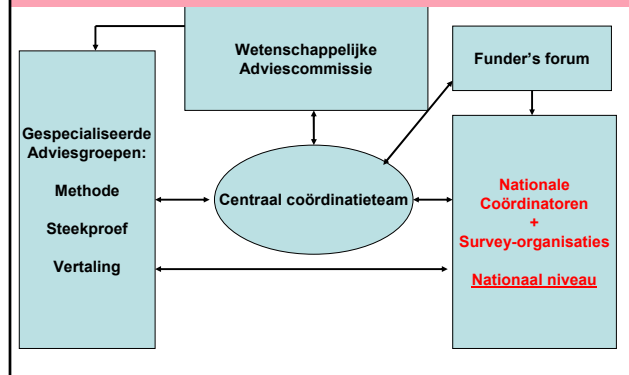 Wetenschappelijke
Adviescommissie
Funder's forum
Gespecialiseerde
Adviesgroepen:
Methode
Steekproef
Vertaling
Centraal coördinatieteam
Nationale
Coördinatoren
+
Survey-organisaties
Nationaal niveau